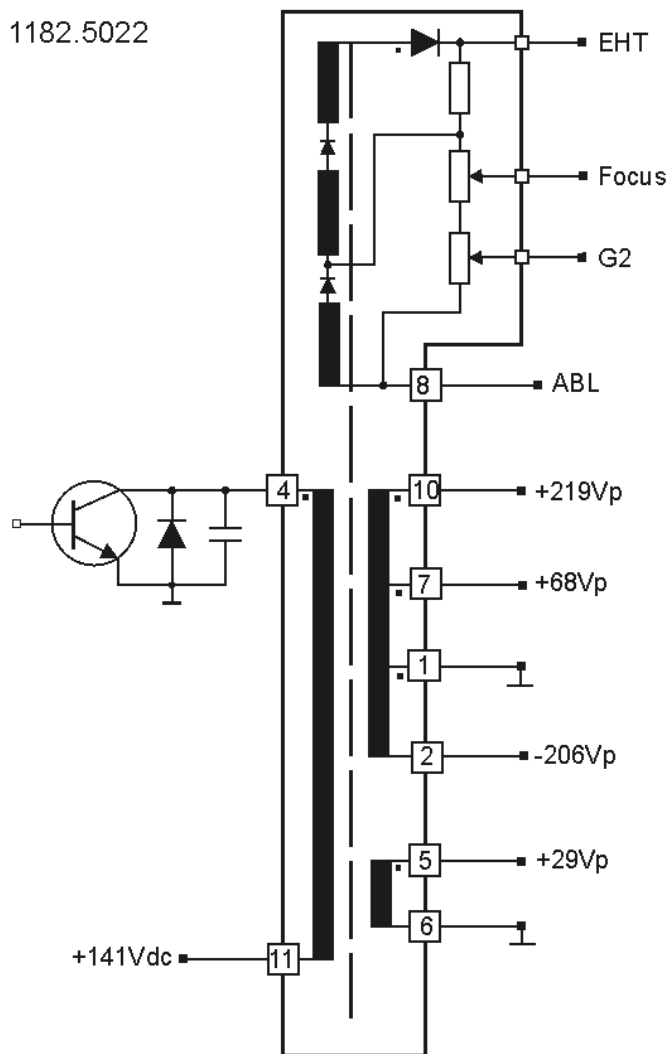 1182.5022
EHT
Focus
G2
8 ABL
4
10 +219Vp
7 +68Vp
1
2 -206Vp
5 +29Vp
6
+141Vdc 11